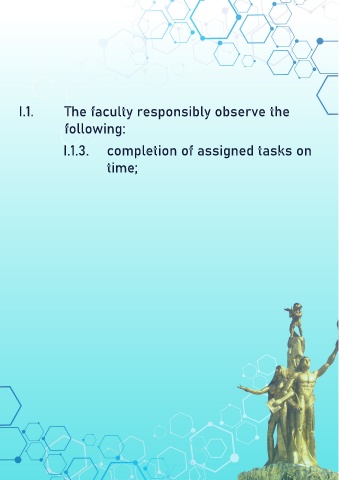 I.1. The faculty responsibly observe the
following:
I.1.3. completion of assigned tasks on
time;